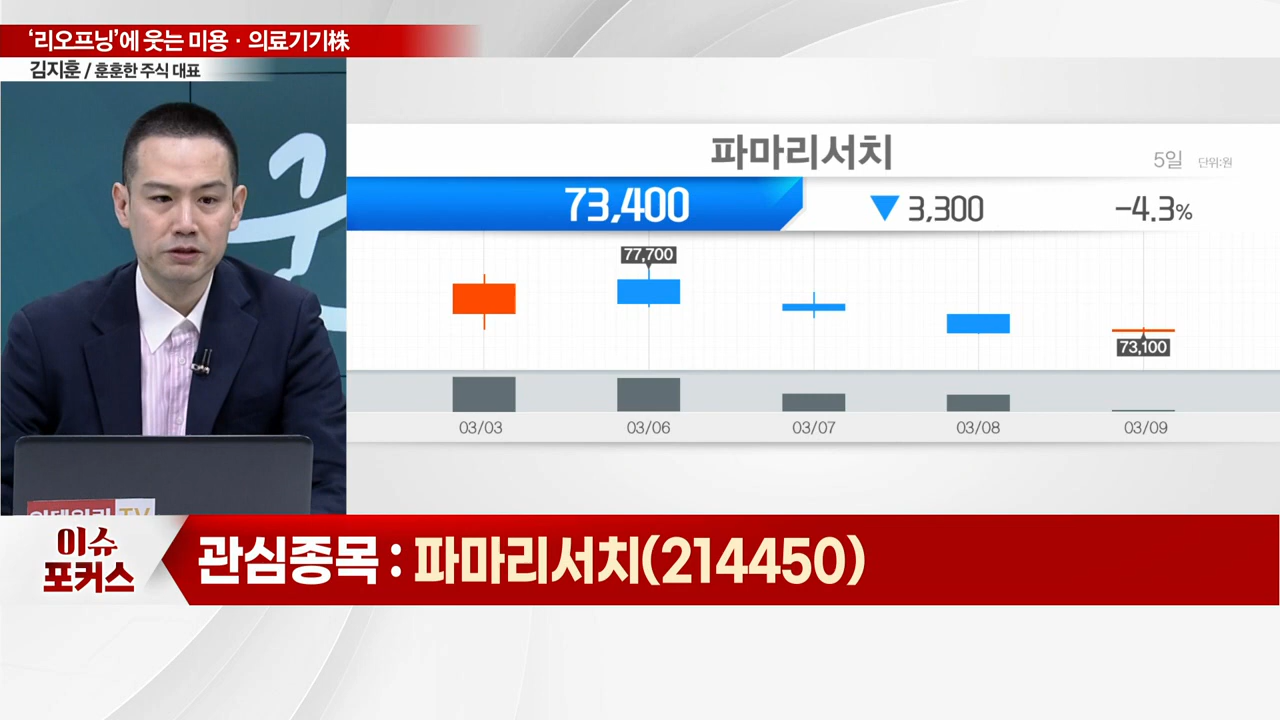 ‘리오프닝’에 웃는 미용 · 의료기기株
김지훈 / 훈훈한 주식 대표
파마리서치
5일 단위:원
73,400 ▼ 3,300 -4.3%
77,700
73,100
03/03 03/06 03/07 03/08 03/09
이슈
포커스
관심종목 : 파마리서치(214450)